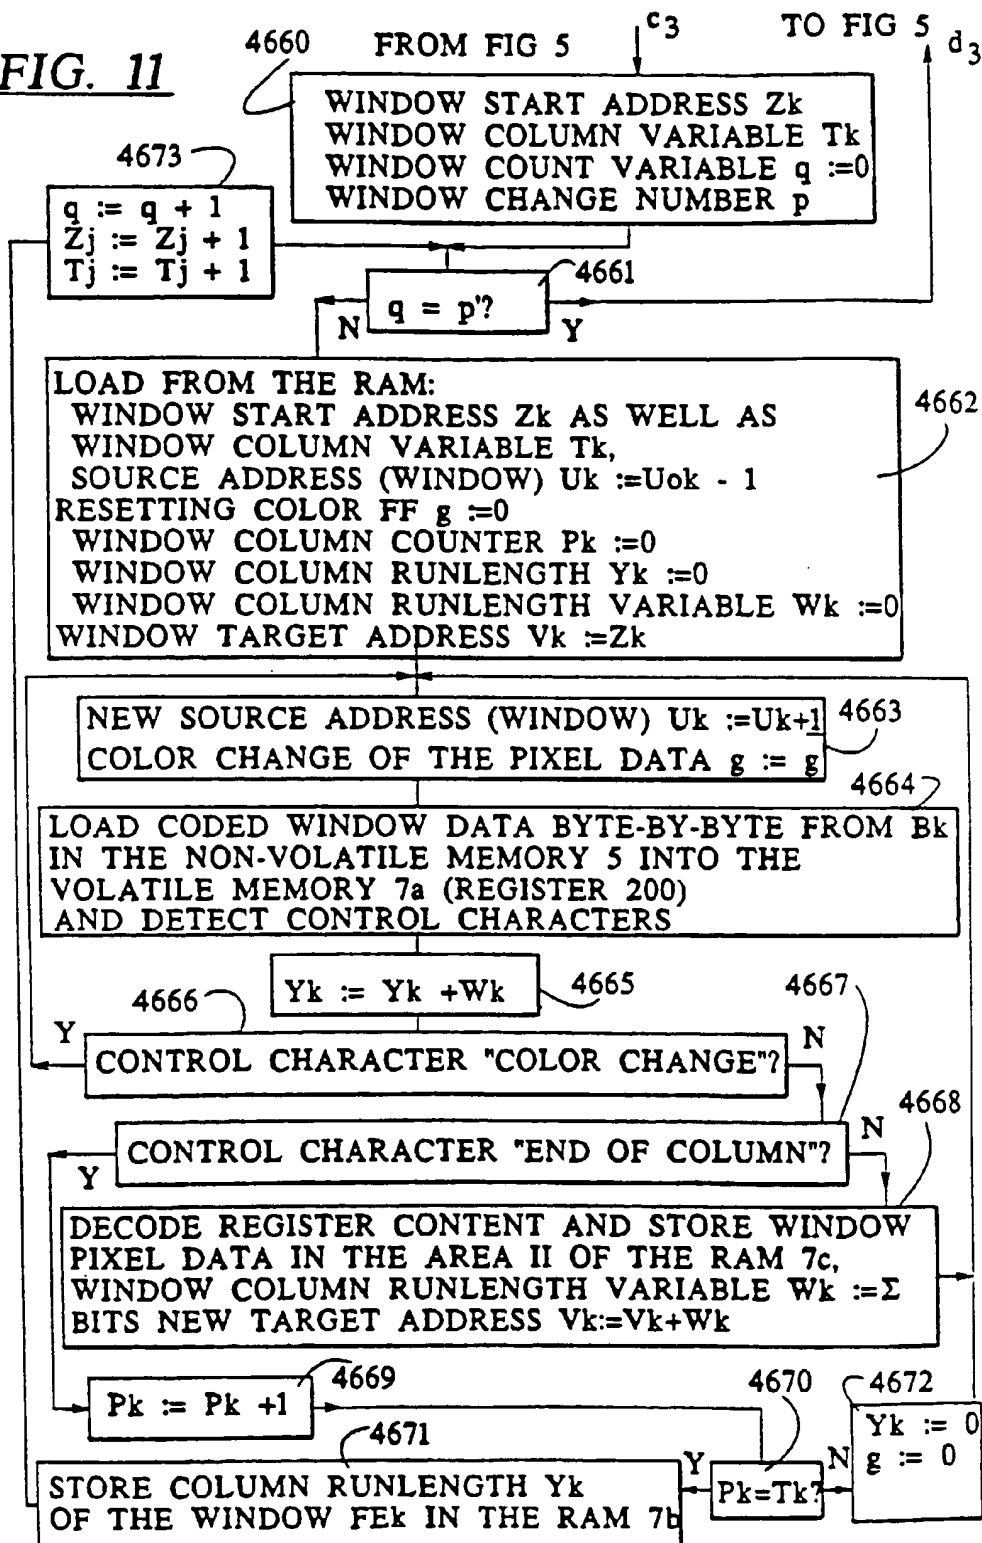 FIG. 11
4660
FROM FIG 5
c3
TO FIG 5
d3
WINDOW START ADDRESS Zk
WINDOW COLUMN VARIABLE Tk
WINDOW COUNT VARIABLE q :=0
WINDOW CHANGE NUMBER p
4673
q := q + 1
Zj := Zj + 1
Tj := Tj + 1
4661
q = p'?
N
Y
4662
LOAD FROM THE RAM:
WINDOW START ADDRESS Zk AS WELL AS
WINDOW COLUMN VARIABLE Tk,
SOURCE ADDRESS (WINDOW) Uk :=Uok - 1
RESETTING COLOR FF g :=0
WINDOW COLUMN COUNTER Pk :=0
WINDOW COLUMN RUNLENGTH Yk :=0
WINDOW COLUMN RUNLENGTH VARIABLE Wk :=0
WINDOW TARGET ADDRESS Vk :=Zk
NEW SOURCE ADDRESS (WINDOW) Uk :=Uk+1
COLOR CHANGE OF THE PIXEL DATA g := g̅
4663
4664
LOAD CODED WINDOW DATA BYTE-BY-BYTE FROM Bk
IN THE NON-VOLATILE MEMORY 5 INTO THE
VOLATILE MEMORY 7a (REGISTER 200)
AND DETECT CONTROL CHARACTERS
Yk := Yk +Wk
4665
4666
4667
Y
CONTROL CHARACTER "COLOR CHANGE"?
N
4668
CONTROL CHARACTER "END OF COLUMN"?
N
Y
DECODE REGISTER CONTENT AND STORE WINDOW
PIXEL DATA IN THE AREA II OF THE RAM 7c,
WINDOW COLUMN RUNLENGTH VARIABLE Wk :=Σ
BITS NEW TARGET ADDRESS Vk:=Vk+Wk
4669
Pk := Pk +1
4670
4672
Yk := 0
g := 0
4671
STORE COLUMN RUNLENGTH Yk
OF THE WINDOW FEk IN THE RAM 7b
Y
Pk=Tk?
N